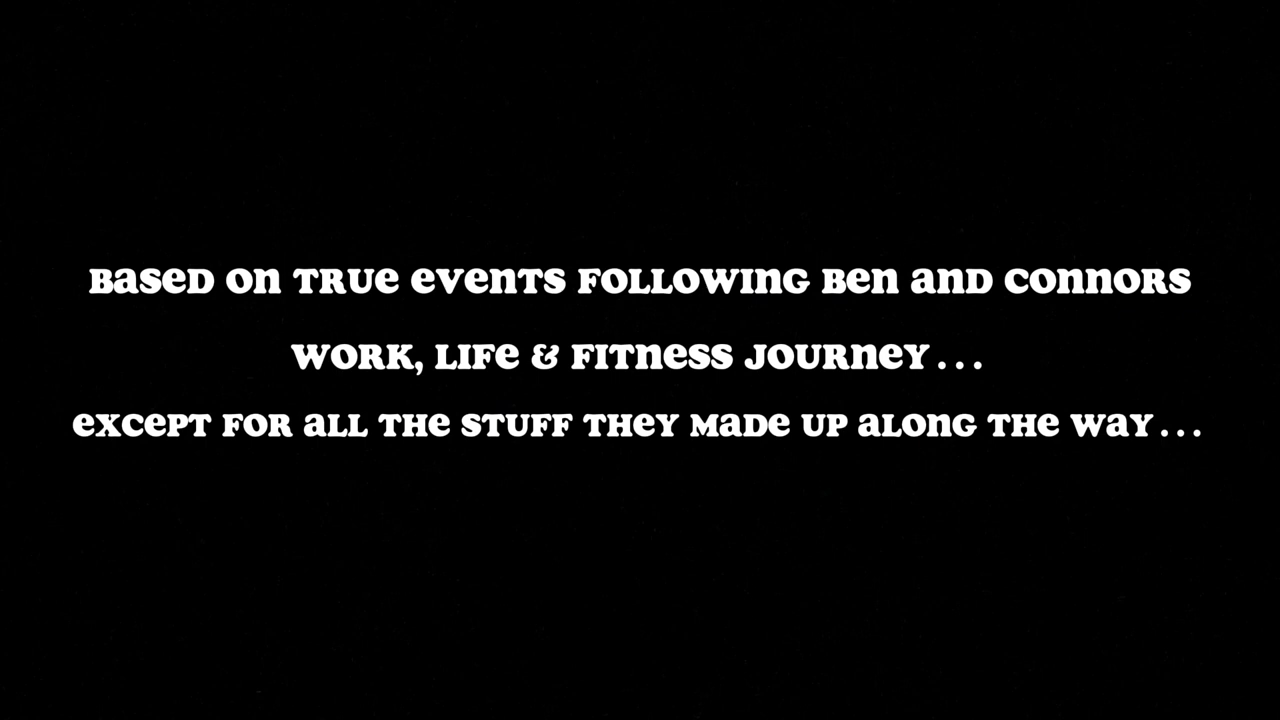 BASED ON TRUE EVENTS FOLLOWING BEN AND CONNORS
WORK, LIFE & FITNESS JOURNEY...
EXCEPT FOR ALL THE STUFF THEY MADE UP ALONG THE WAY...